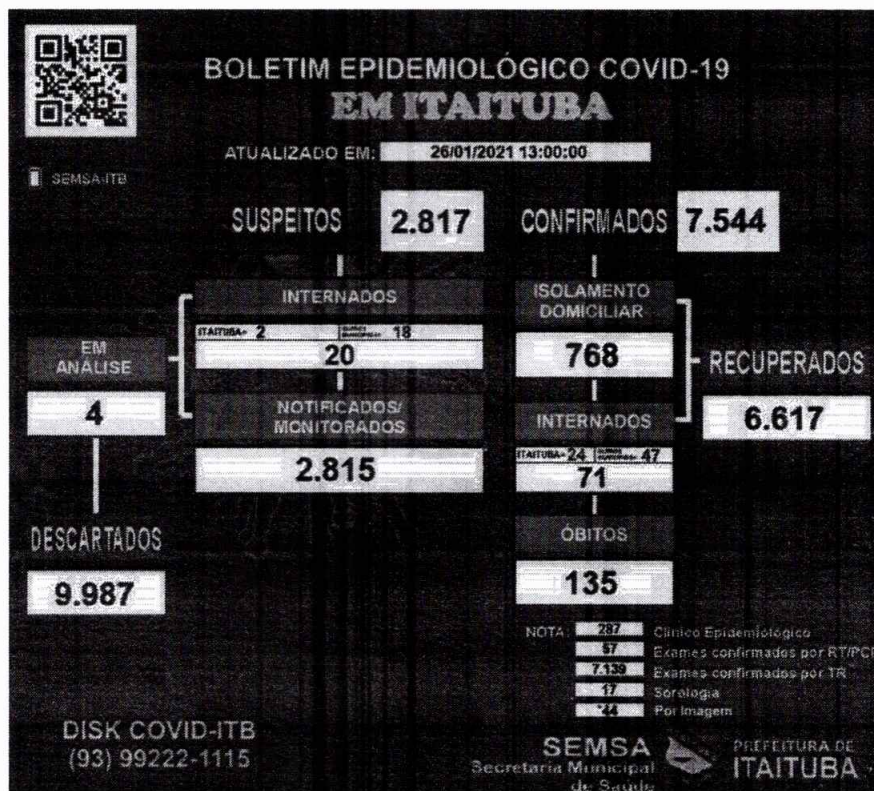 BOLETIM EPIDEMIOLÓGICO COVID-19
EM ITAITUBA
ATUALIZADO EM: 26/01/2021 13:00:00
SEMSA-ITB
SUSPEITOS 2.817
CONFIRMADOS 7.544
INTERNADOS
ITAITUBA= 2 18
20
EM
ANÁLISE
4
NOTIFICADOS/
MONITORADOS
2.815
DESCARTADOS
9.987
ISOLAMENTO
DOMICILIAR
768
INTERNADOS
ITAITUBA= 24 47
71
RECUPERADOS
6.617
ÓBITOS
135
NOTA: 287 Clínico Epidemiológico
Exames confirmados por RT/PCR
7.139 Exames confirmados por TR
17 Sorologia
Por Imagem
DISK COVID-ITB
(93) 99222-1115
SEMSA
Secretaria Municipal
de Saúde
PREFEITURA DE
ITAITUBA